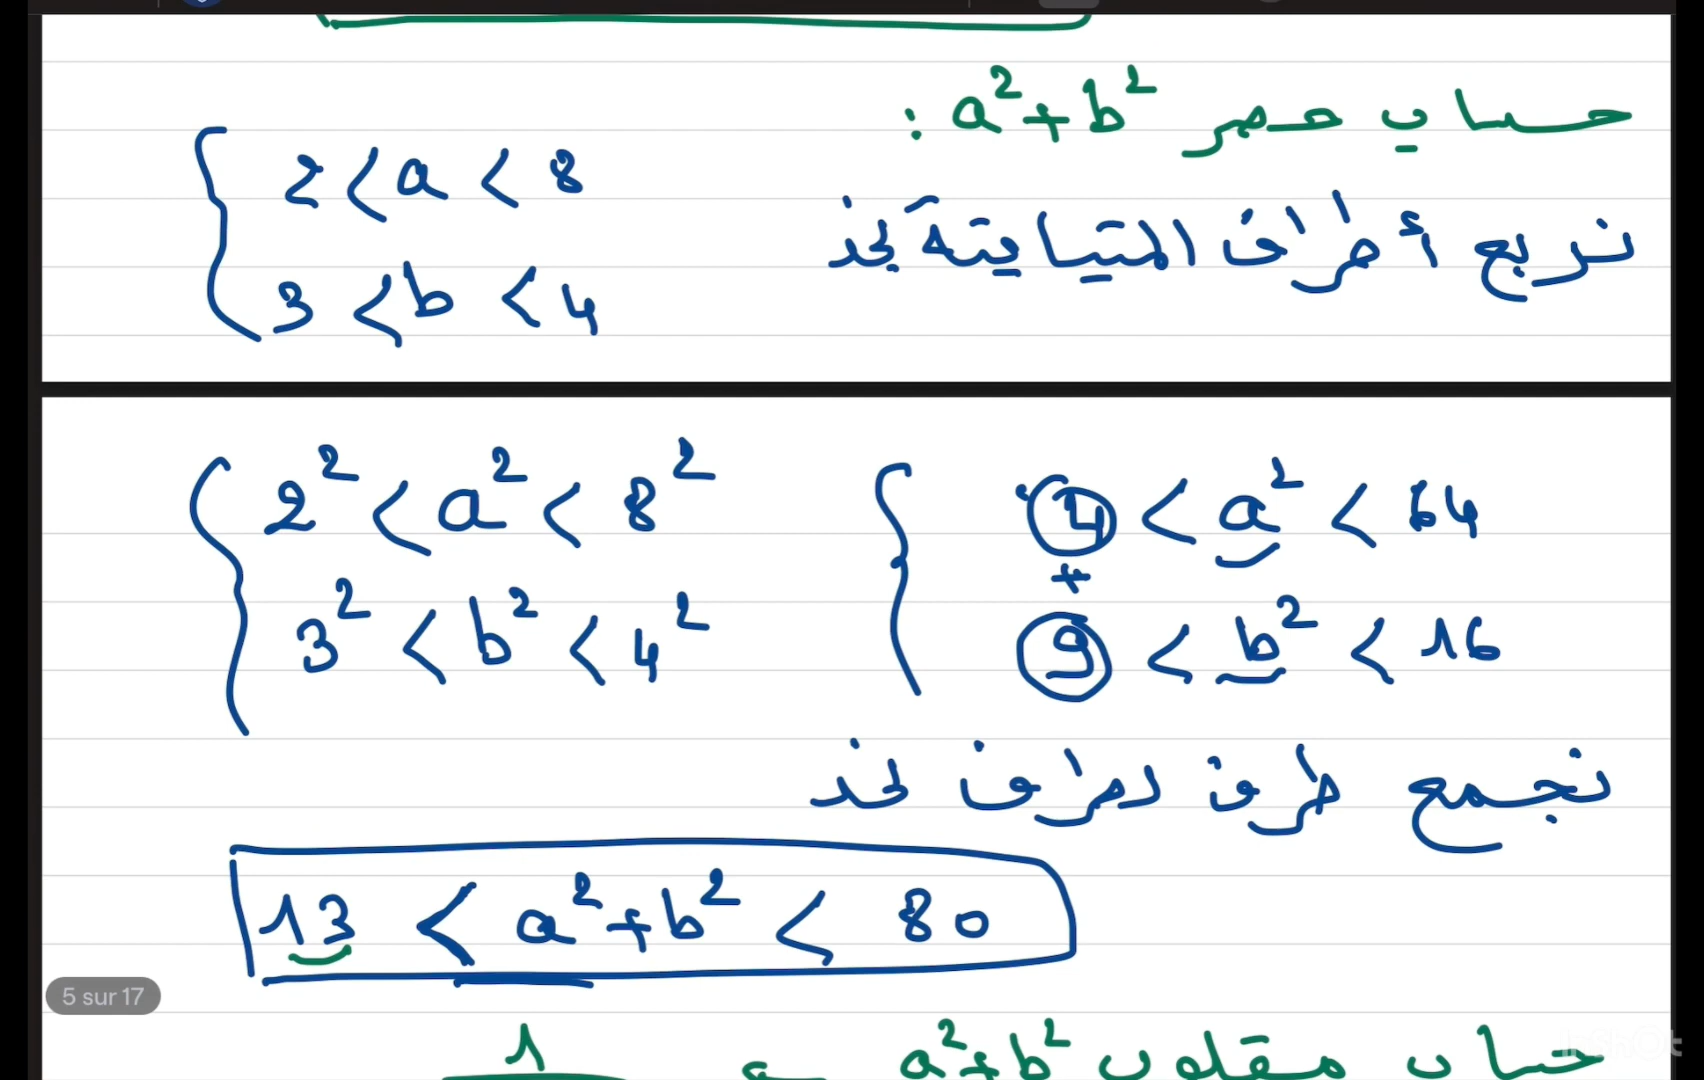 حساب حصر a²+b² :
2 < a < 8
نربع أطراف المتباينة نجد
3 < b < 4
2² < a² < 8²
4 < a² < 64
+
3² < b² < 4²
9 < b² < 16
نجمع طرف لطرف نجد
13 < a²+b² < 80
5 sur 17
حساب مقلوب a²+b²
1
InShOt